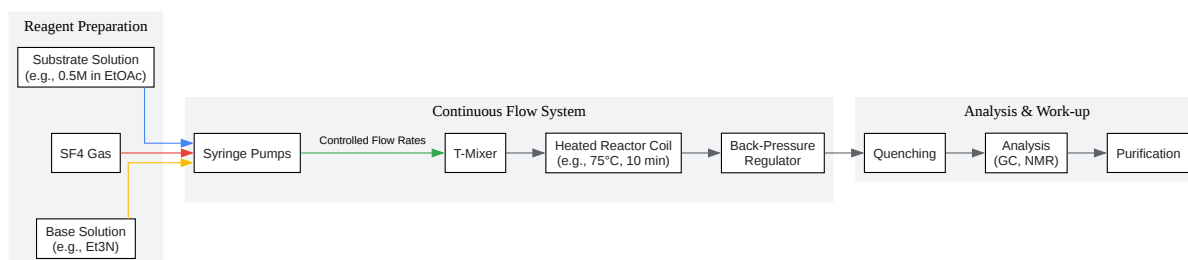 Reagent Preparation
Substrate Solution
(e.g., 0.5M in EtOAc)
SF4 Gas
Base Solution
(e.g., Et3N)
Continuous Flow System
Syringe Pumps
Controlled Flow Rates
T-Mixer
Heated Reactor Coil
(e.g., 75°C, 10 min)
Back-Pressure
Regulator
Analysis & Work-up
Quenching
Analysis
(GC, NMR)
Purification